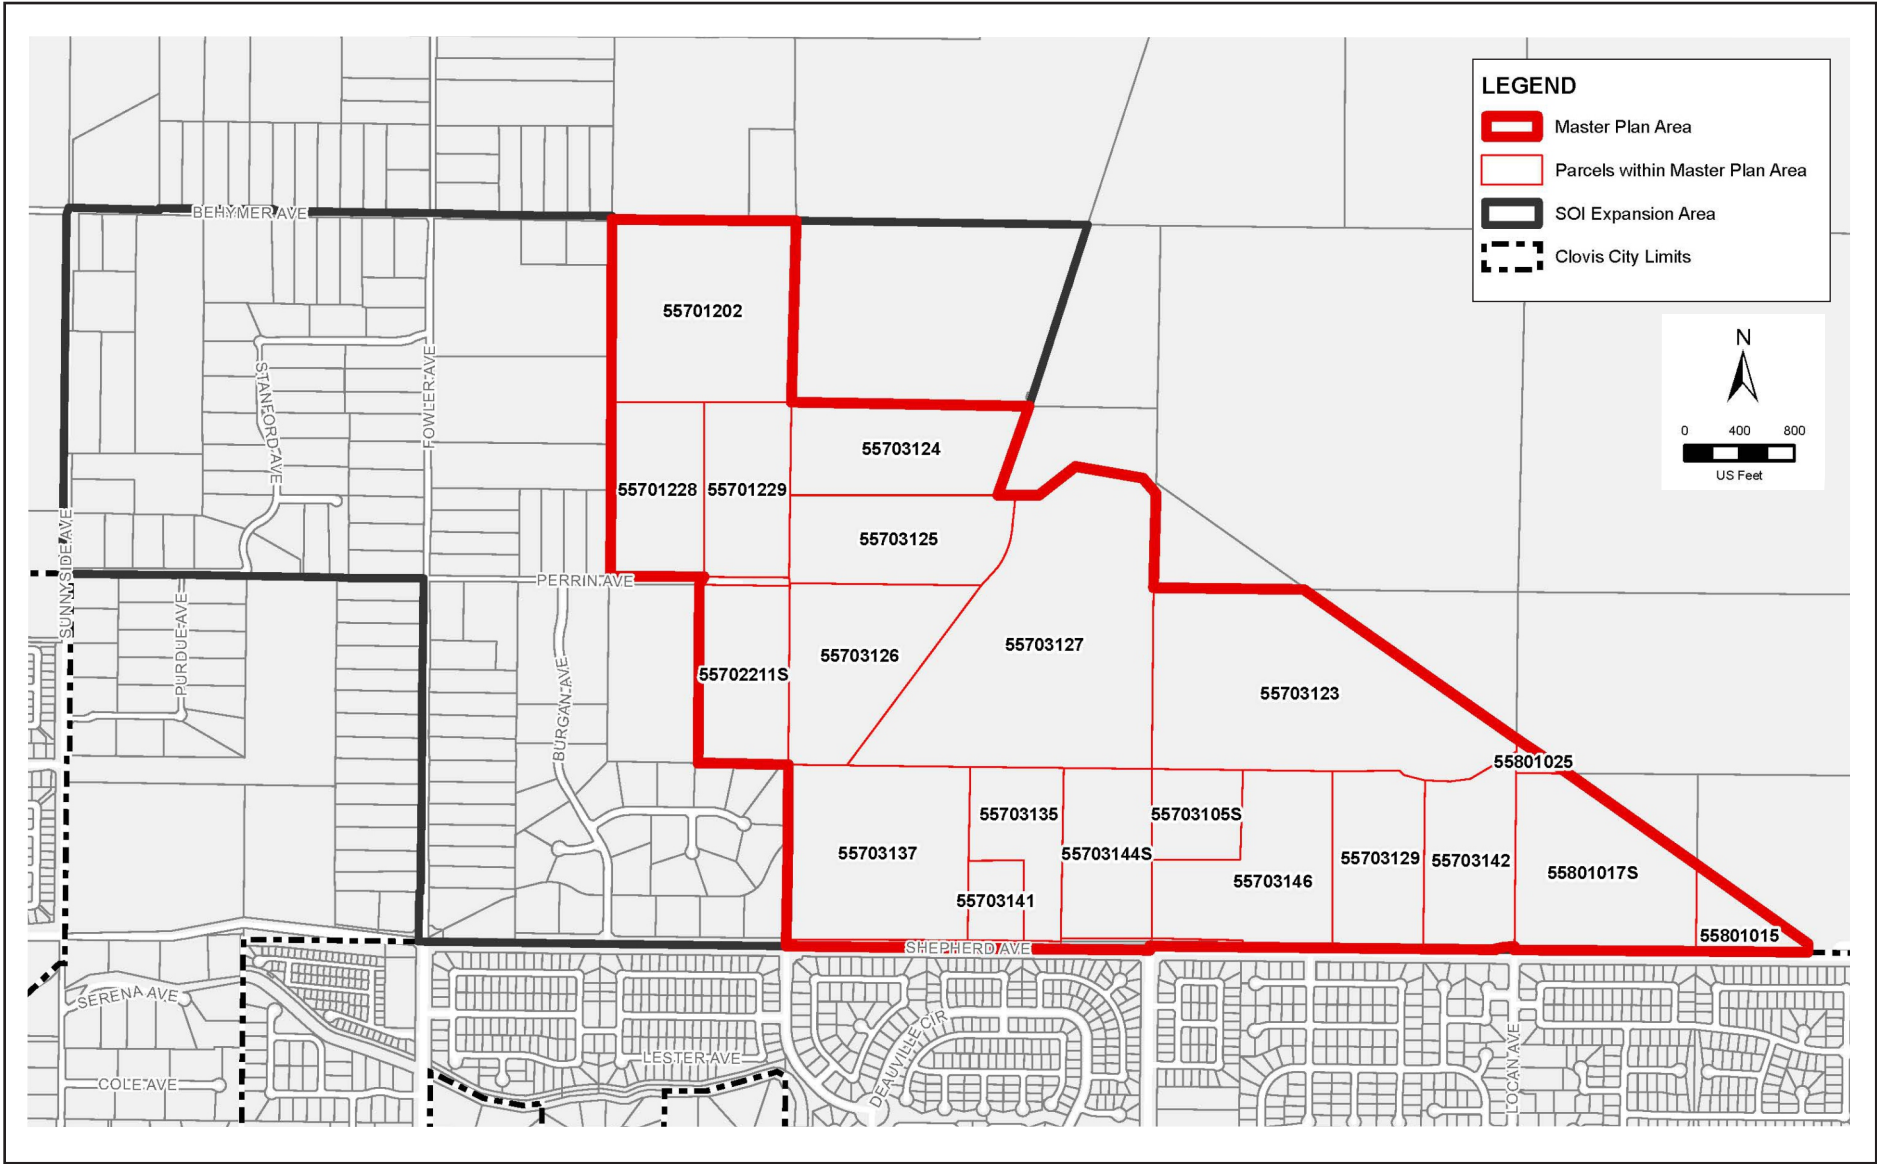 LEGEND
Master Plan Area
Parcels within Master Plan Area
SOI Expansion Area
Clovis City Limits
N
0 400 800
US Feet
BEHYMER AVE
STANFORD AVE
FOWLER AVE
SUNNYSIDE AVE
PURDUE AVE
PERRIN AVE
BURGAN AVE
55701202
55703124
55701228
55701229
55703125
55703127
55703126
55702211S
55703123
55801025
55703135
55703105S
55703137
55703144S
55703129
55703142
55801017S
55703146
55703141
55801015
SHEPHERD AVE
SERENA AVE
COLE AVE
LESTER AVE
DEAUVILLE CIR
LOCAN AVE